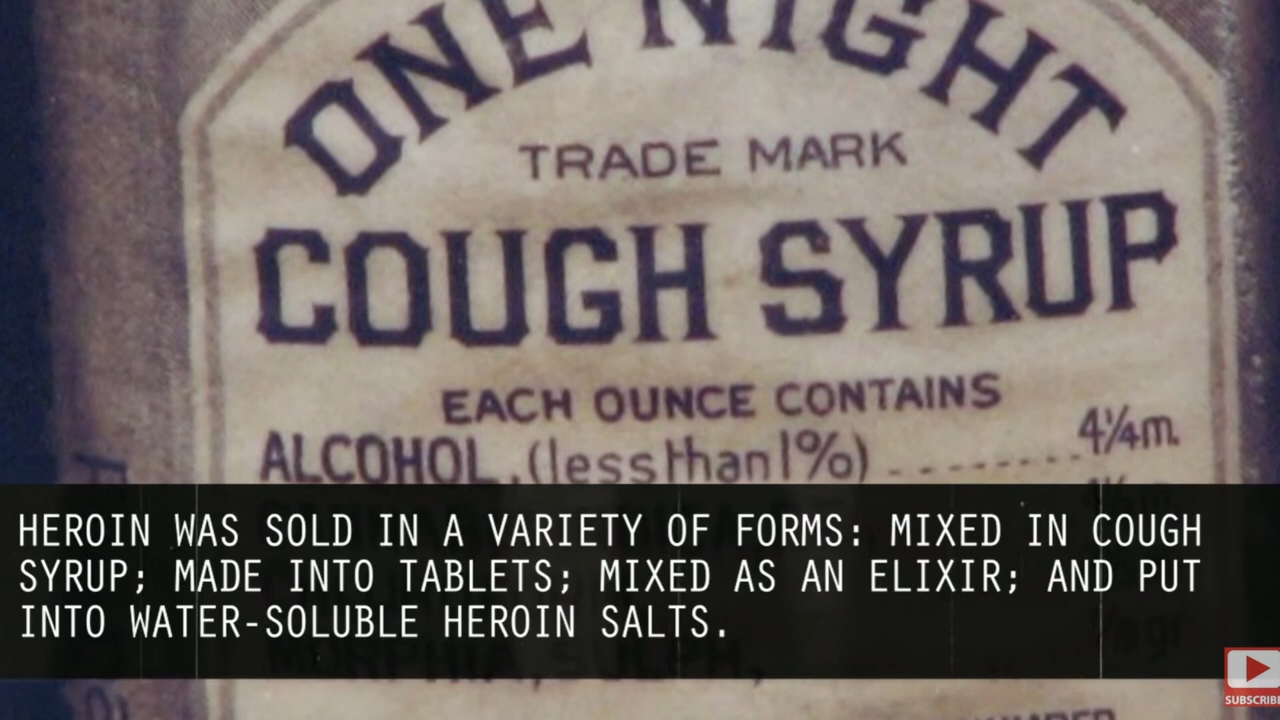 ONE NIGHT
TRADE MARK
COUGH SYRUP
EACH OUNCE CONTAINS
ALCOHOL, (less than 1%) - - - - - - - - 4¼m.
HEROIN WAS SOLD IN A VARIETY OF FORMS: MIXED IN COUGH
SYRUP; MADE INTO TABLETS; MIXED AS AN ELIXIR; AND PUT
INTO WATER-SOLUBLE HEROIN SALTS.
MORPHIA, SULPH,
SUBSCRIBE